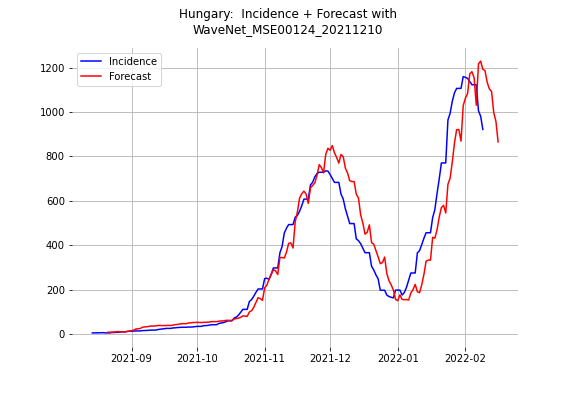 Hungary:  Incidence + Forecast with
WaveNet_MSE00124_20211210
Incidence
Forecast
1200
1000
800
600
400
200
0
2021-09 2021-10 2021-11 2021-12 2022-01 2022-02